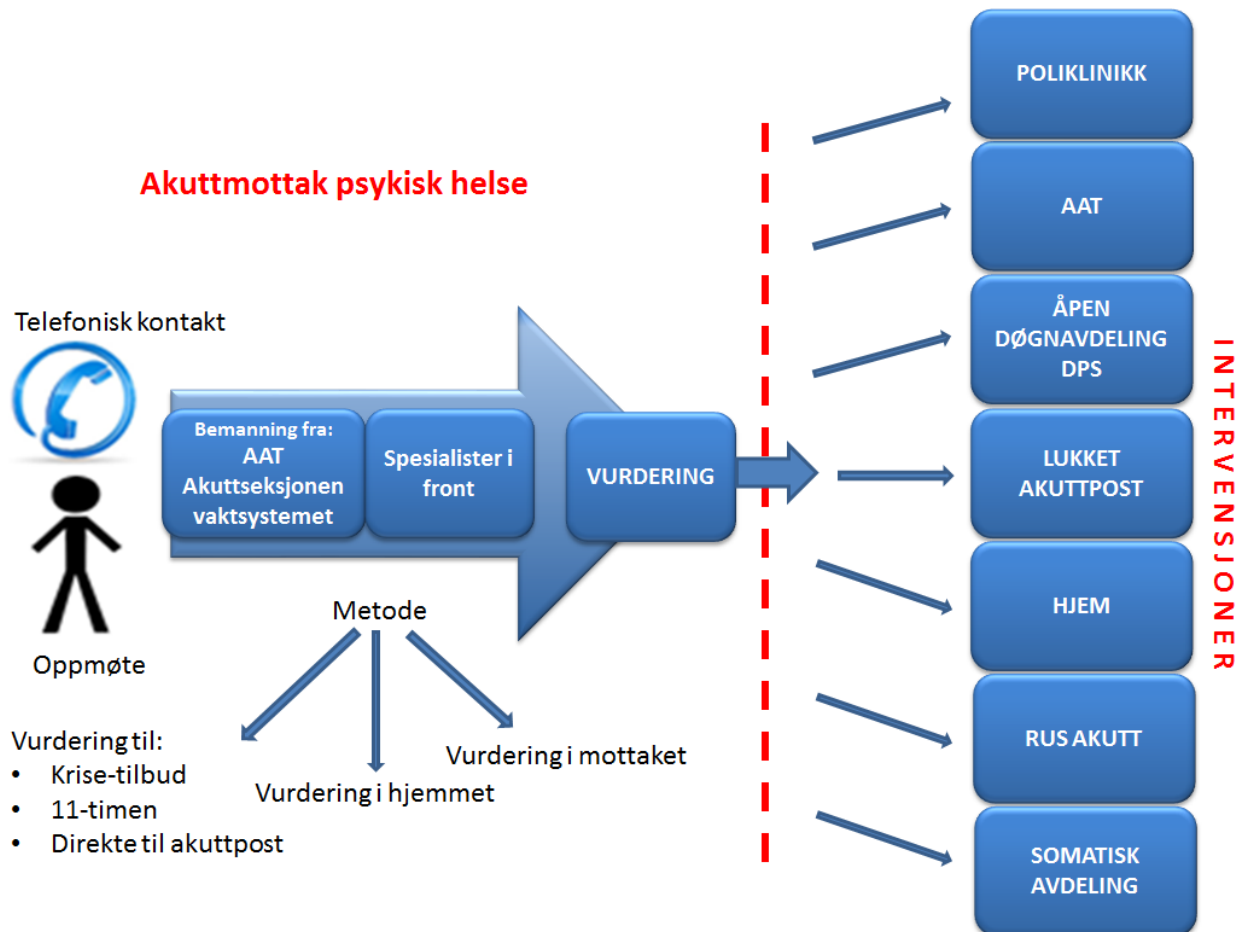 Akuttmottak psykisk helse
Telefonisk kontakt
Oppmøte
Bemanning fra:
AAT
Akuttseksjonen
vaktsystemet
Spesialister i
front
VURDERING
Metode
Vurdering til:
• Krise-tilbud
• 11-timen
• Direkte til akuttpost
Vurdering i hjemmet
Vurdering i mottaket
POLIKLINIKK
AAT
ÅPEN
DØGNAVDELING
DPS
LUKKET
AKUTTPOST
HJEM
RUS AKUTT
SOMATISK
AVDELING
INTERVENSJONER